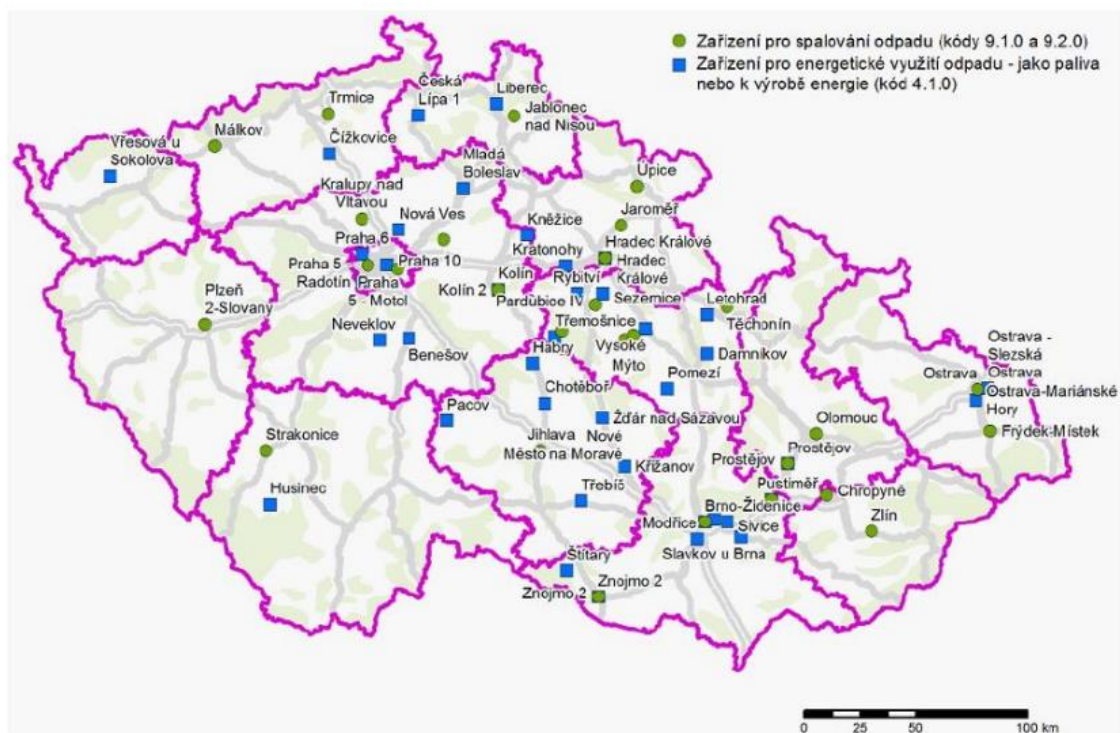 Zařízení pro spalování odpadu (kódy 9.1.0 a 9.2.0)
Zařízení pro energetické využití odpadu - jako paliva
nebo k výrobě energie (kód 4.1.0)
Česká
Lípa 1
Liberec
Jablonec
nad Nisou
Trmice
Málkov
Čížkovice
Vřesová u
Sokolova
Mladá
Boleslav
Úpice
Kralupy nad
Vltavou
Nová Ves
Jaroměř
Kněžice
Praha 6
Kratonohy
Hradec Králové
Hradec
Králové
Praha 5
Radotín
Praha 10
Praha
5 - Motol
Kolín
Kolín 2
Rybitví
Pardubice IV
Sezemice
Plzeň
2-Slovany
Letohrad
Těchonín
Neveklov
Benešov
Třemošnice
Habry
Vysoké
Mýto
Damníkov
Ostrava -
Slezská
Ostrava
Ostrava
Ostrava-Mariánské
Hory
Pomezí
Chotěboř
Pacov
Žďár nad Sázavou
Olomouc
Frýdek-Místek
Strakonice
Jihlava
Nové
Město na Moravě
Křižanov
Prostějov
Prostějov
Husinec
Třebíč
Pustiměř
Chropyně
Brno-Židenice
Zlín
Modřice
Sivice
Slavkov u Brna
Štítary
Znojmo 2
Znojmo 2
0 25 50 100 km